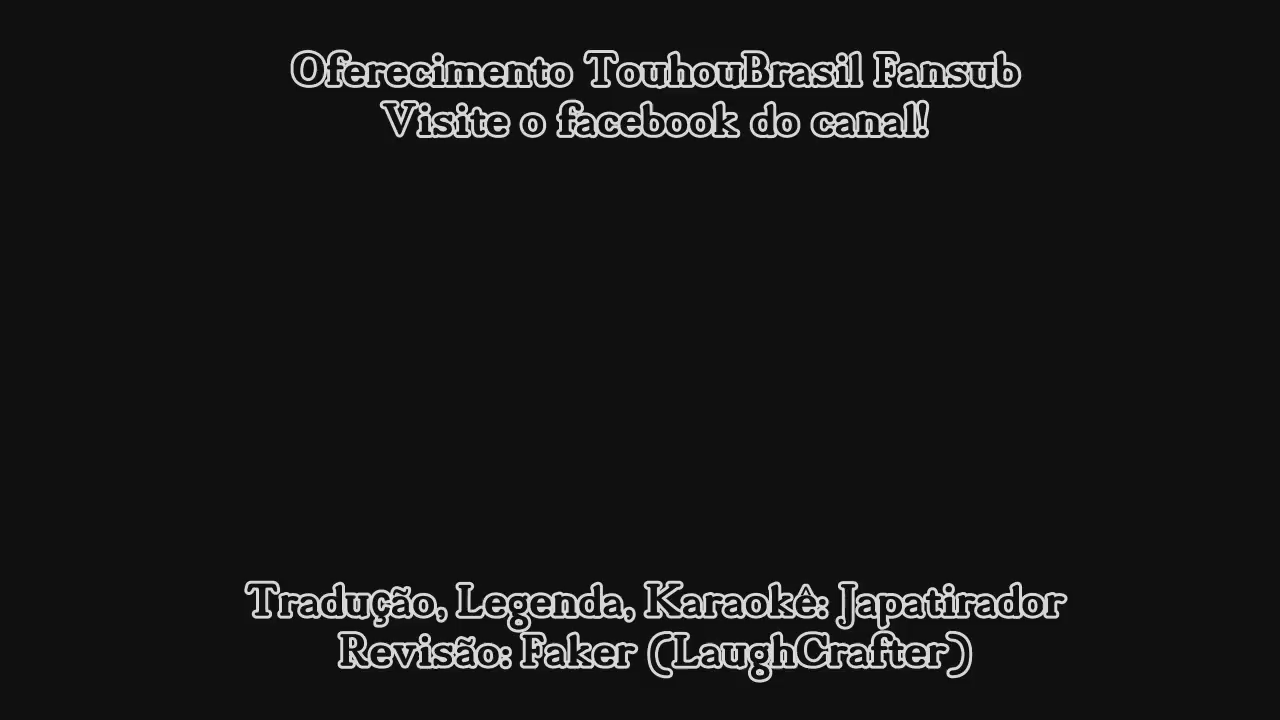 Oferecimento TouhouBrasil Fansub
Visite o facebook do canal!
Tradução, Legenda, Karaokê: Japatirador
Revisão: Faker (LaughCrafter)